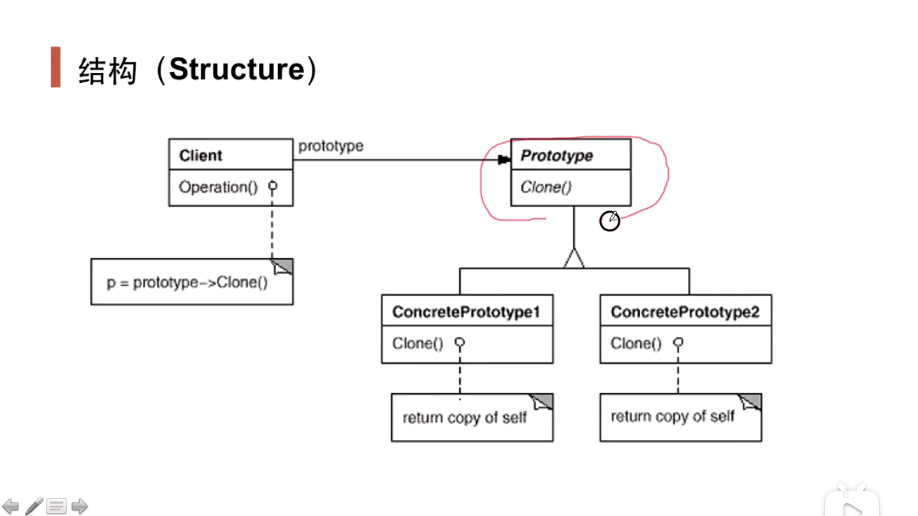 结构（Structure）
prototype
Client
Operation()
Prototype
Clone()
p = prototype->Clone()
ConcretePrototype1
Clone()
ConcretePrototype2
Clone()
return copy of self
return copy of self